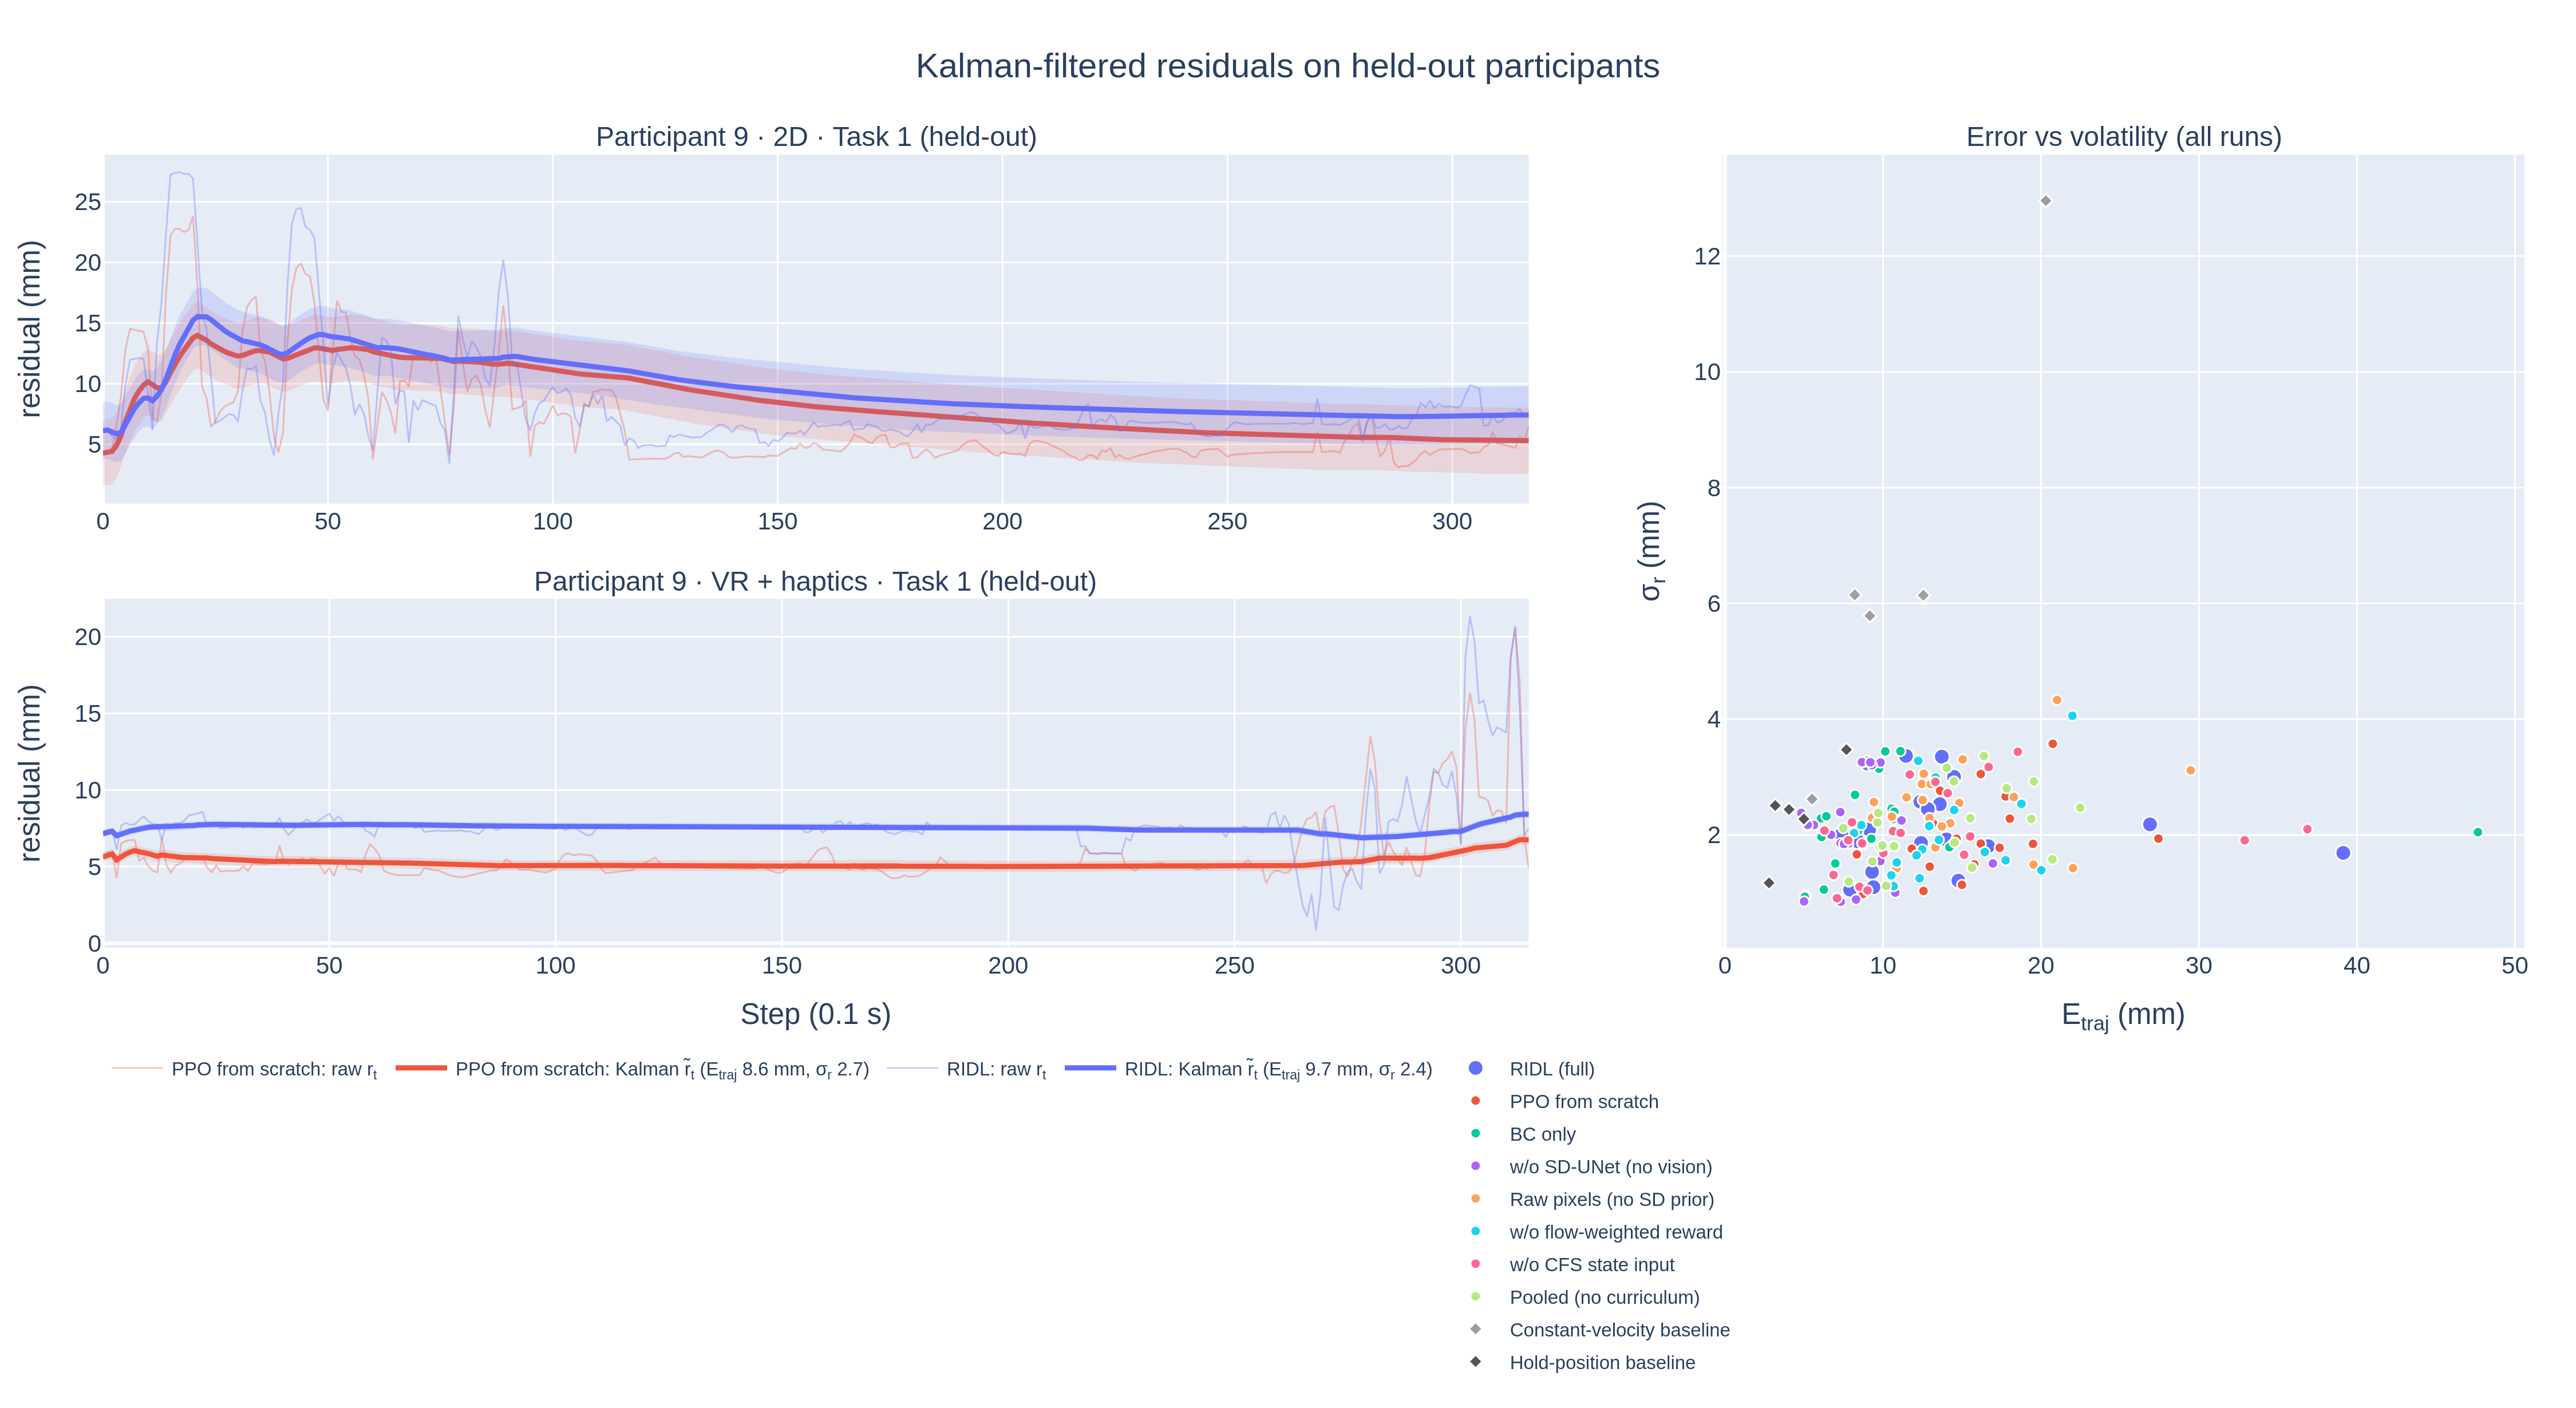 Kalman-filtered residuals on held-out participants
Participant 9 · 2D · Task 1 (held-out)
residual (mm)
25
20
15
10
5
0 50 100 150 200 250 300
Participant 9 · VR + haptics · Task 1 (held-out)
residual (mm)
20
15
10
5
0
0 50 100 150 200 250 300
Step (0.1 s)
Error vs volatility (all runs)
σr (mm)
12
10
8
6
4
2
0 10 20 30 40 50
Etraj (mm)
PPO from scratch: raw rt
PPO from scratch: Kalman r̃t (Etraj 8.6 mm, σr 2.7)
RIDL: raw rt
RIDL: Kalman r̃t (Etraj 9.7 mm, σr 2.4)
RIDL (full)
PPO from scratch
BC only
w/o SD-UNet (no vision)
Raw pixels (no SD prior)
w/o flow-weighted reward
w/o CFS state input
Pooled (no curriculum)
Constant-velocity baseline
Hold-position baseline